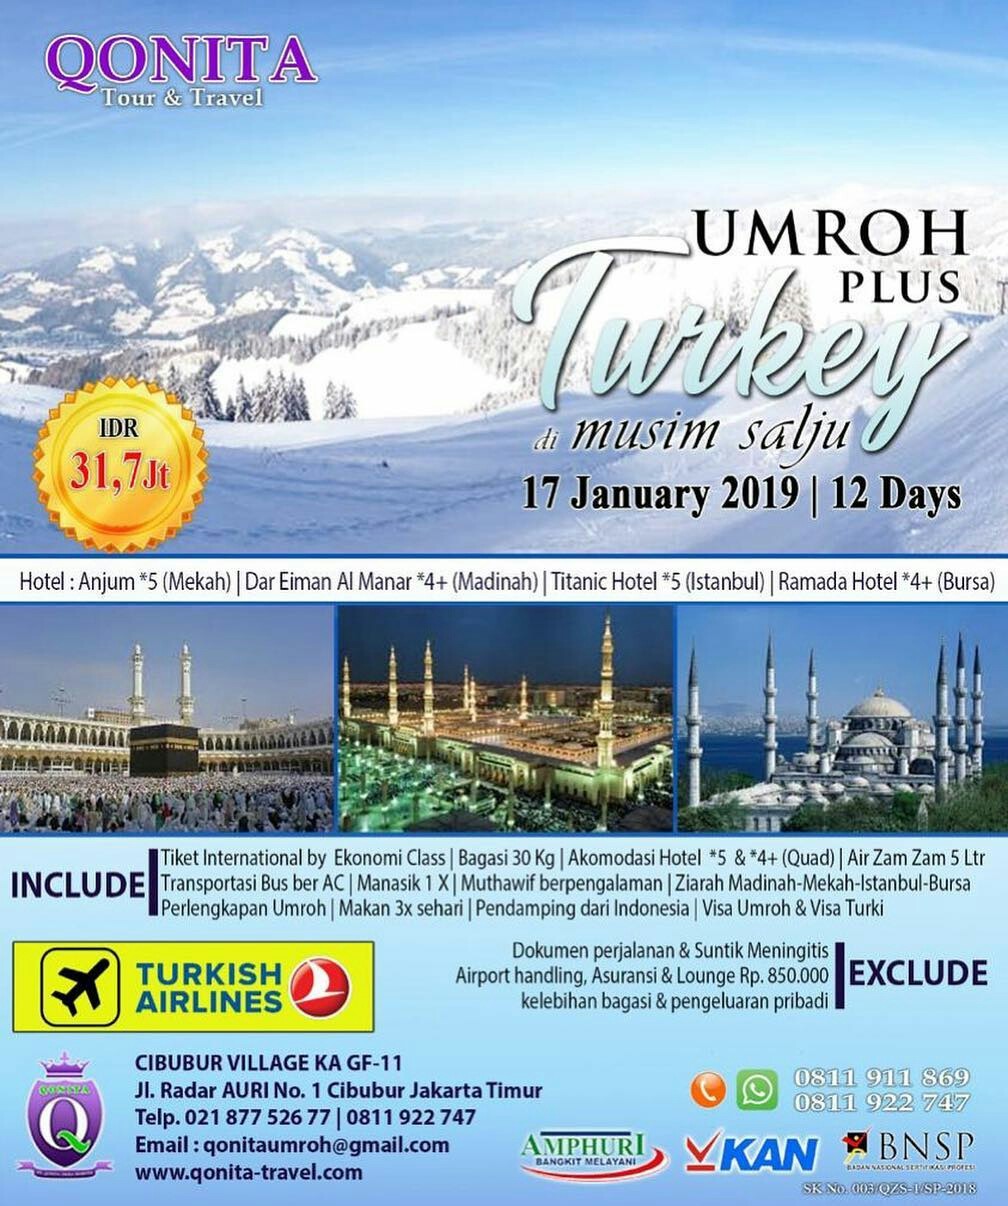 QONITA
Tour & Travel
UMROH
PLUS
Turkey
di musim salju
17 January 2019 | 12 Days
IDR
31,7Jt
Hotel : Anjum *5 (Mekah) | Dar Eiman Al Manar *4+ (Madinah) | Titanic Hotel *5 (Istanbul) | Ramada Hotel *4+ (Bursa)
INCLUDE
Tiket International by Ekonomi Class | Bagasi 30 Kg | Akomodasi Hotel *5 & *4+ (Quad) | Air Zam Zam 5 Ltr
Transportasi Bus ber AC | Manasik 1 X | Muthawif berpengalaman | Ziarah Madinah-Mekah-Istanbul-Bursa
Perlengkapan Umroh | Makan 3x sehari | Pendamping dari Indonesia | Visa Umroh & Visa Turki
TURKISH
AIRLINES
Dokumen perjalanan & Suntik Meningitis
Airport handling, Asuransi & Lounge Rp. 850.000
kelebihan bagasi & pengeluaran pribadi
EXCLUDE
QONITA
Q
CIBUBUR VILLAGE KA GF-11
Jl. Radar AURI No. 1 Cibubur Jakarta Timur
Telp. 021 877 526 77 | 0811 922 747
Email : qonitaumroh@gmail.com
www.qonita-travel.com
0811 911 869
0811 922 747
AMPHURI
BANGKIT MELAYANI
KAN
BNSP
BADAN NASIONAL SERTIFIKASI PROFESI
SK No. 003/QZS-1/SP-2018